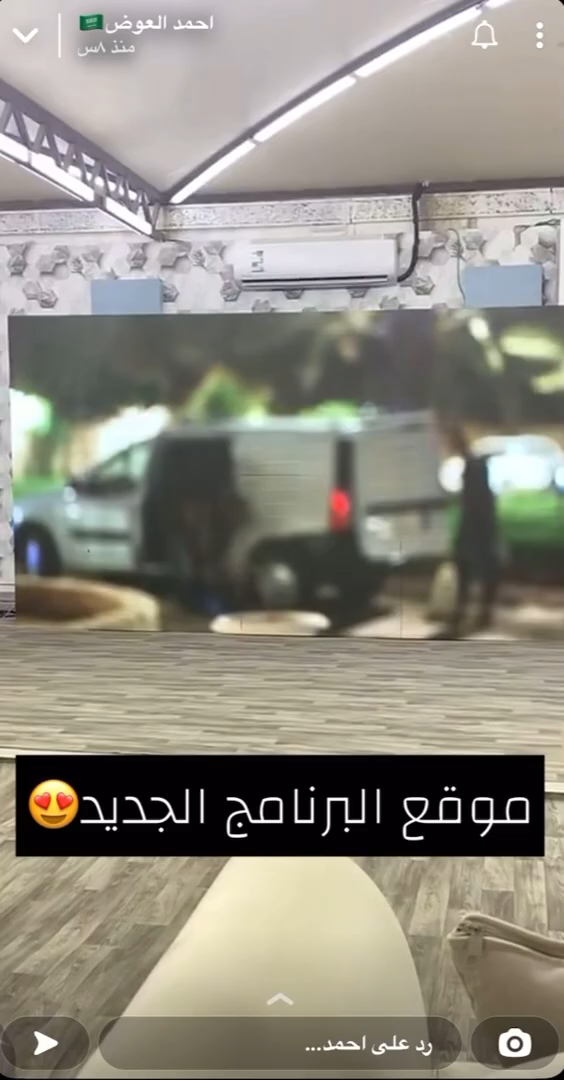 احمد العوض🇸🇦
منذ ٨س
موقع البرنامج الجديد😍
رد على احمد...